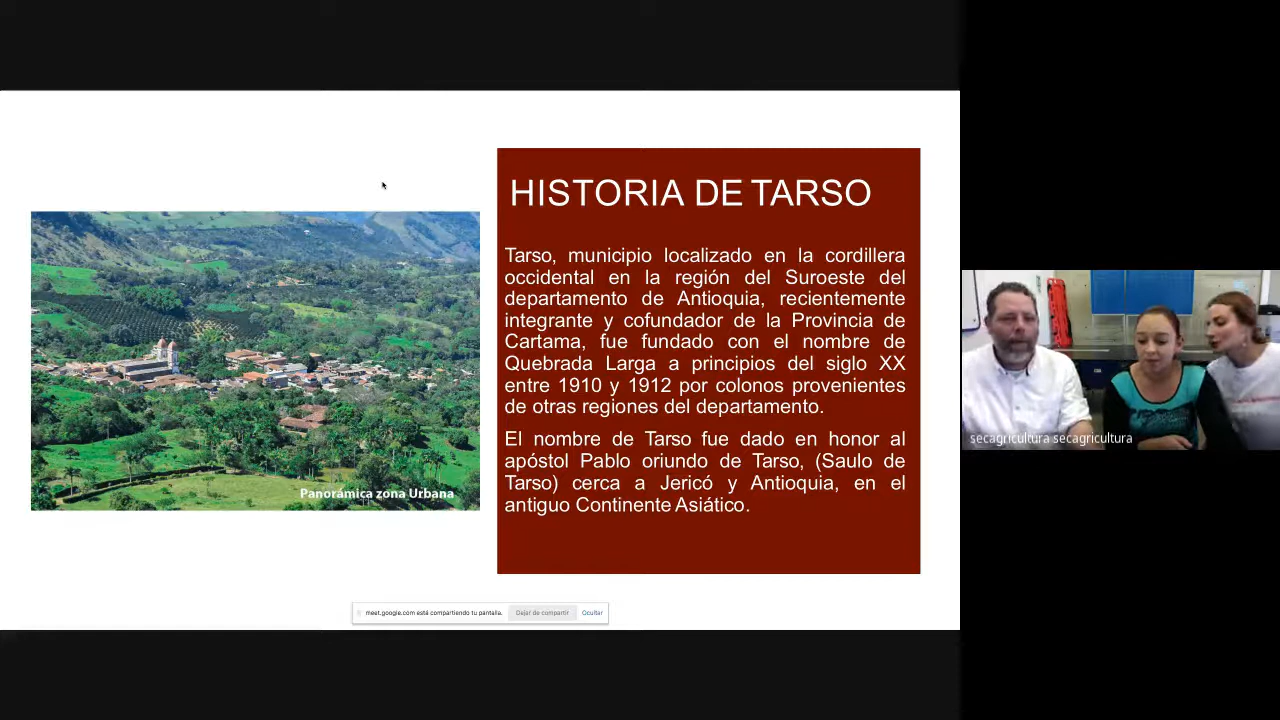 HISTORIA DE TARSO
Tarso, municipio localizado en la cordillera
occidental en la región del Suroeste del
departamento de Antioquia, recientemente
integrante y cofundador de la Provincia de
Cartama, fue fundado con el nombre de
Quebrada Larga a principios del siglo XX
entre 1910 y 1912 por colonos provenientes
de otras regiones del departamento.
El nombre de Tarso fue dado en honor al
apóstol Pablo oriundo de Tarso, (Saulo de
Tarso) cerca a Jericó y Antioquia, en el
antiguo Continente Asiático.
Panorámica zona Urbana
meet.google.com está compartiendo tu pantalla.
Dejar de compartir
Ocultar
secagricultura secagricultura